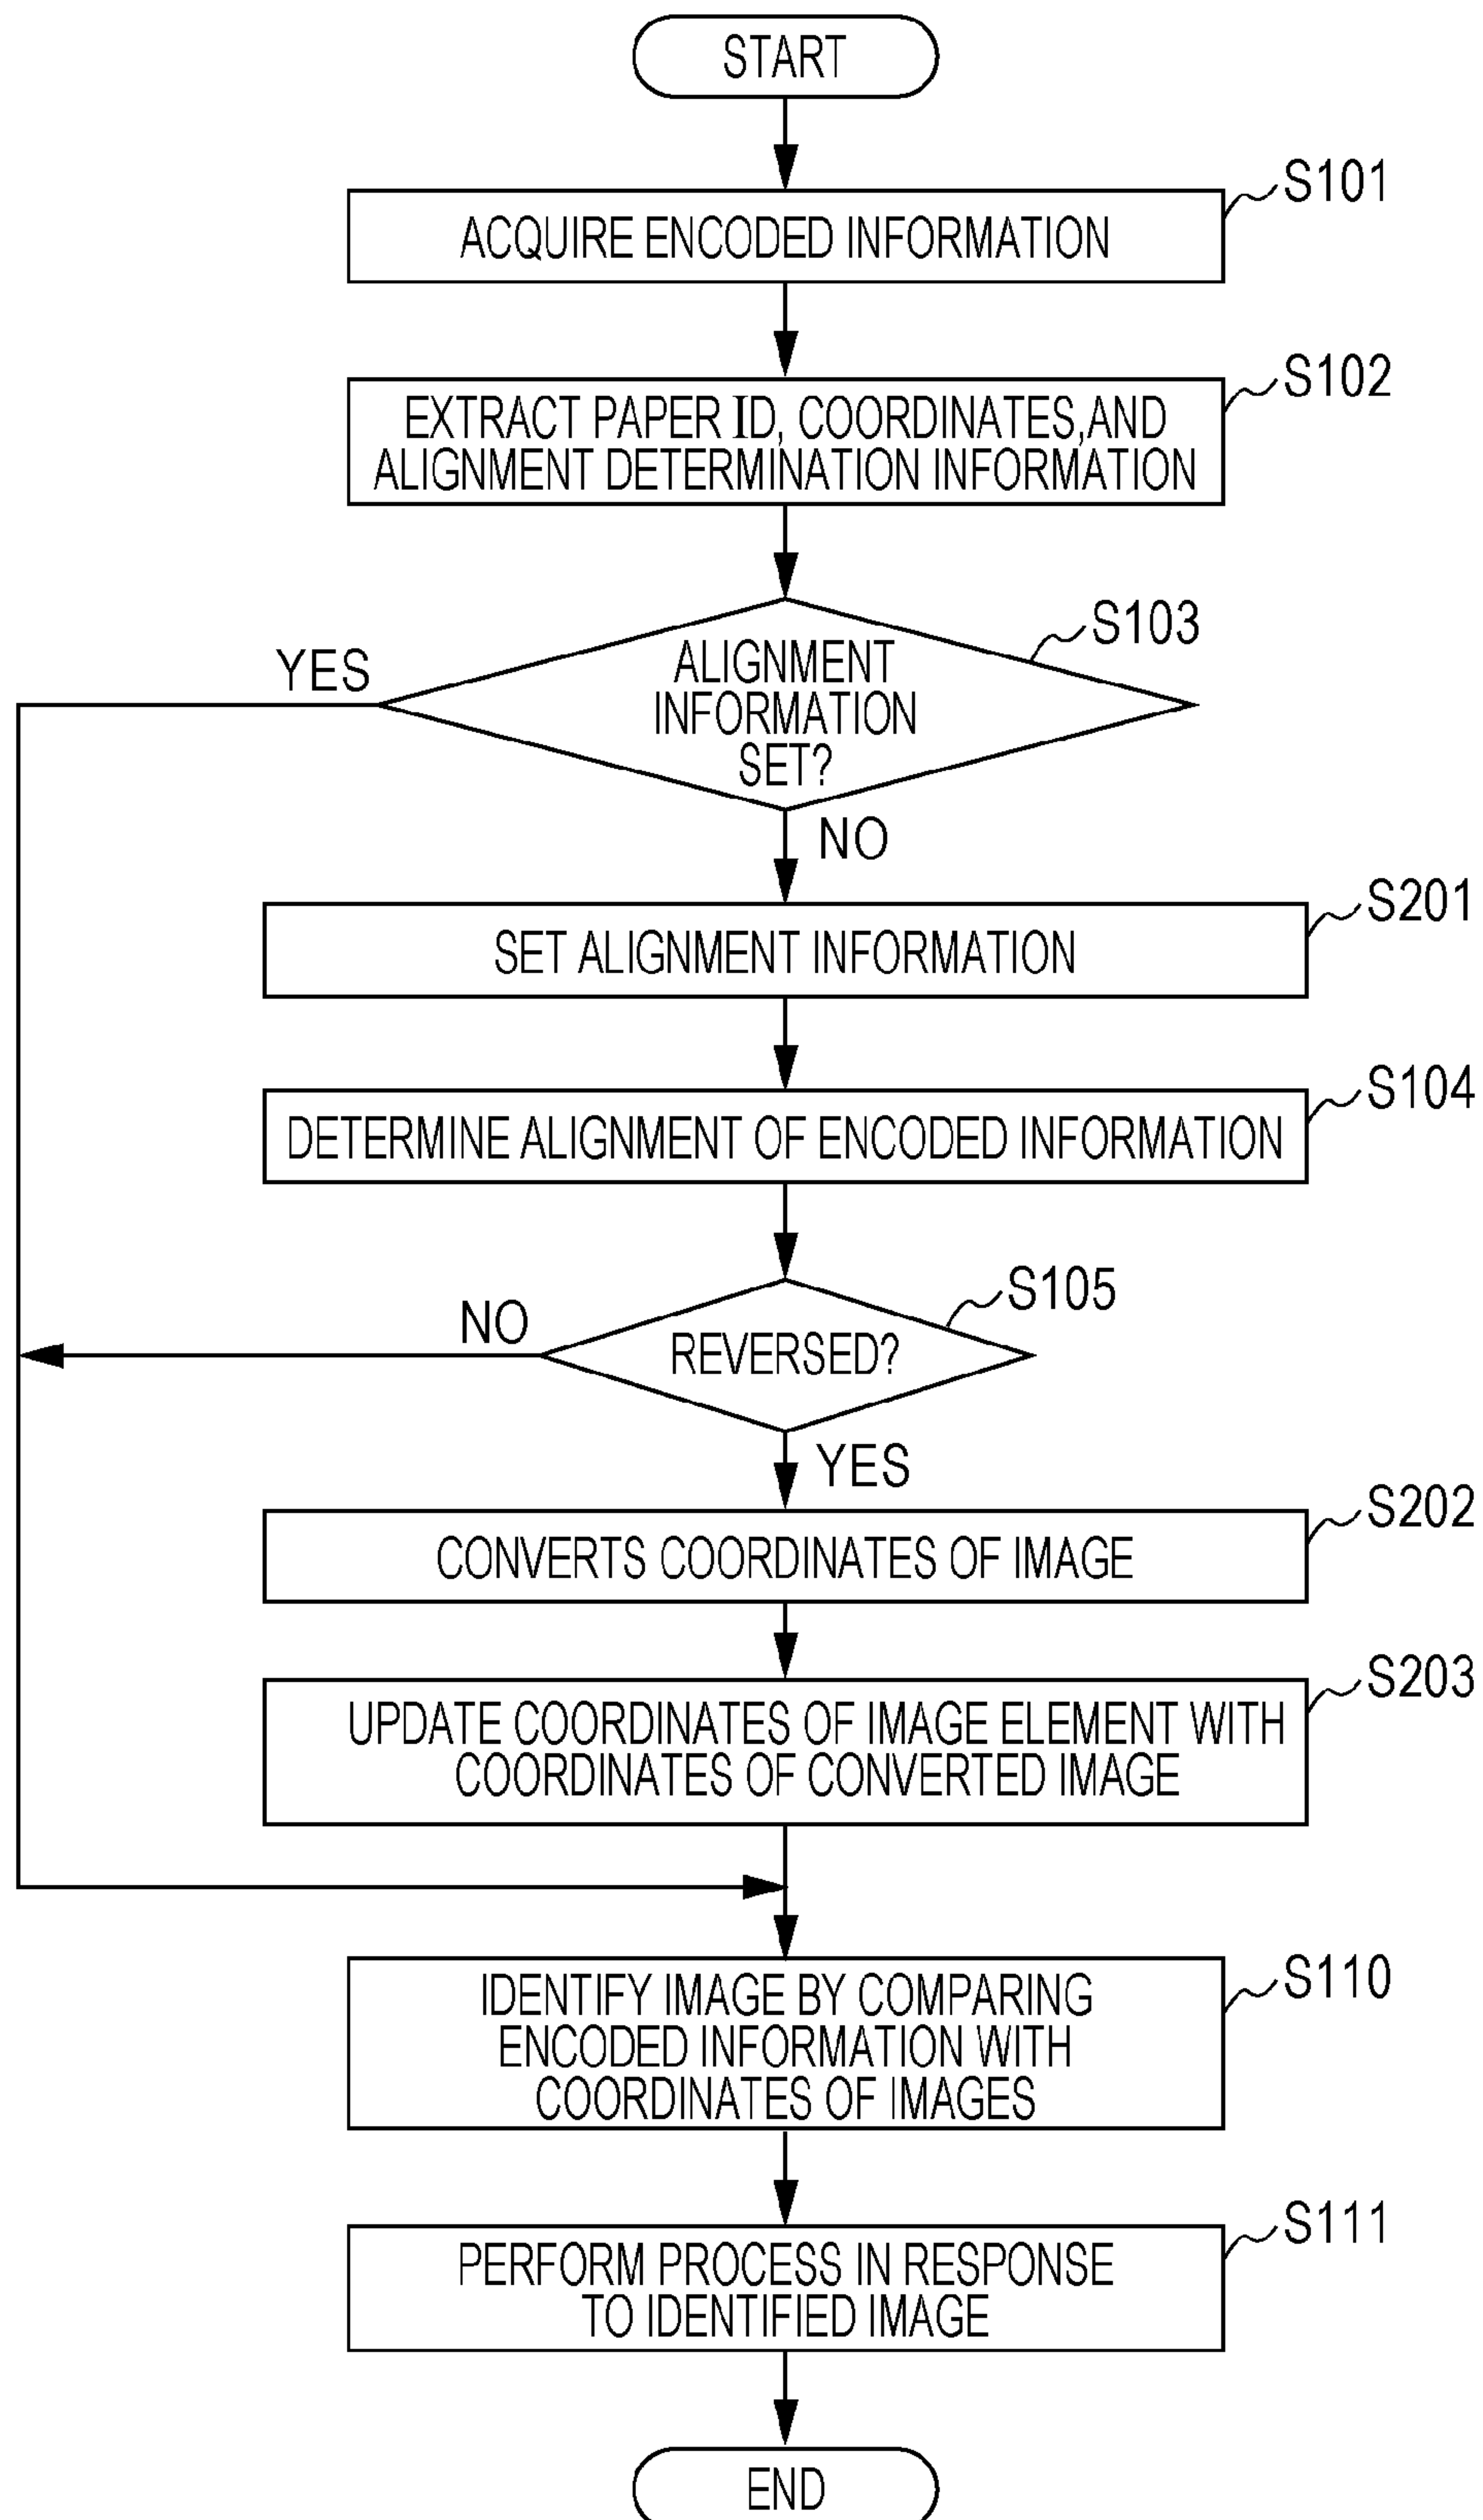 START
S101
ACQUIRE ENCODED INFORMATION
S102
EXTRACT PAPER ID, COORDINATES, AND
ALIGNMENT DETERMINATION INFORMATION
S103
YES
ALIGNMENT
INFORMATION
SET?
NO
S201
SET ALIGNMENT INFORMATION
S104
DETERMINE ALIGNMENT OF ENCODED INFORMATION
S105
NO
REVERSED?
YES
S202
CONVERTS COORDINATES OF IMAGE
S203
UPDATE COORDINATES OF IMAGE ELEMENT WITH
COORDINATES OF CONVERTED IMAGE
S110
IDENTIFY IMAGE BY COMPARING
ENCODED INFORMATION WITH
COORDINATES OF IMAGES
S111
PERFORM PROCESS IN RESPONSE
TO IDENTIFIED IMAGE
END